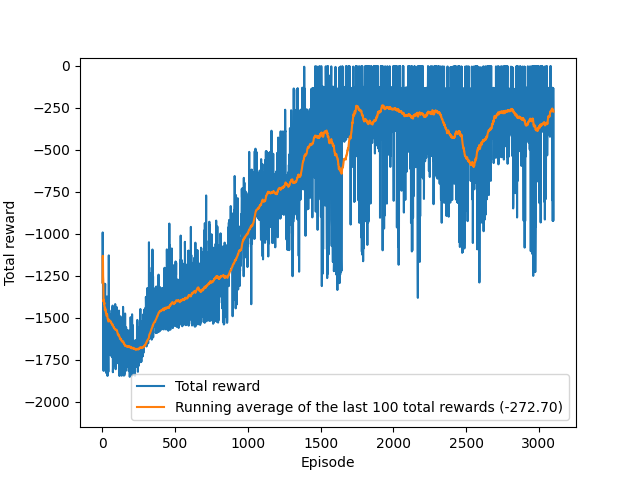 0
−250
−500
−750
−1000
−1250
−1500
−1750
−2000
Total reward
Total reward
Running average of the last 100 total rewards (-272.70)
0 500 1000 1500 2000 2500 3000
Episode